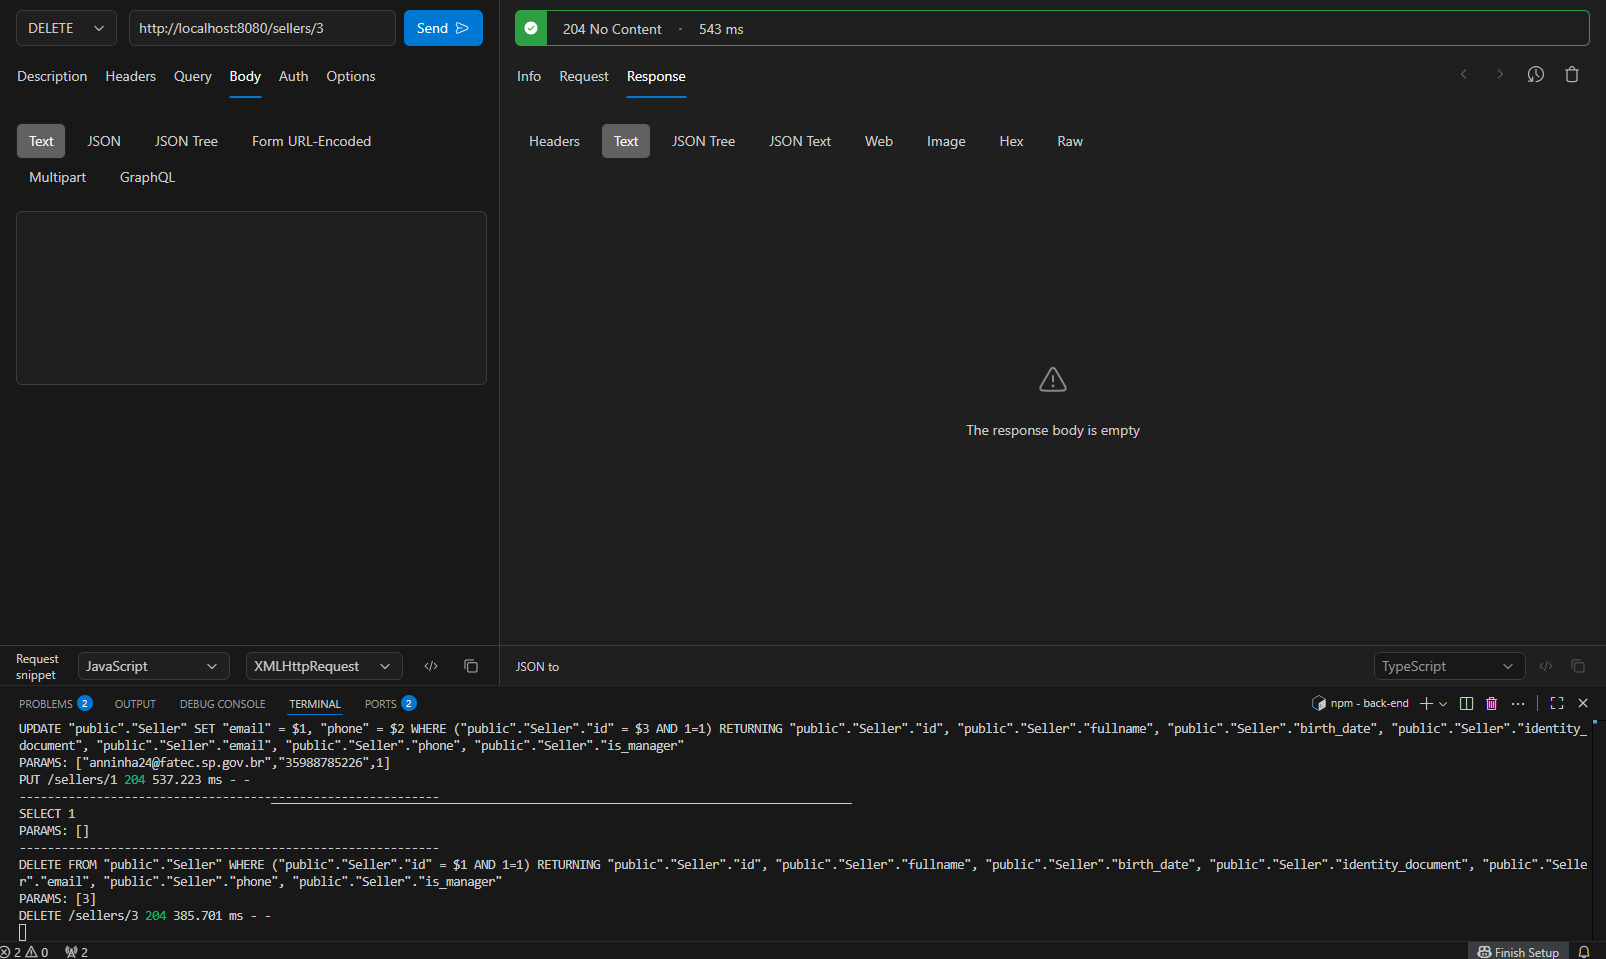 DELETE
http://localhost:8080/sellers/3
Send
204 No Content · 543 ms
Description Headers Query Body Auth Options
Info Request Response
Text JSON JSON Tree Form URL-Encoded
Multipart GraphQL
Headers Text JSON Tree JSON Text Web Image Hex Raw
The response body is empty
Request
snippet
JavaScript
XMLHttpRequest
JSON to
TypeScript
PROBLEMS 2 OUTPUT DEBUG CONSOLE TERMINAL PORTS 2
npm - back-end
UPDATE "public"."Seller" SET "email" = $1, "phone" = $2 WHERE ("public"."Seller"."id" = $3 AND 1=1) RETURNING "public"."Seller"."id", "public"."Seller"."fullname", "public"."Seller"."birth_date", "public"."Seller"."identity_
document", "public"."Seller"."email", "public"."Seller"."phone", "public"."Seller"."is_manager"
PARAMS: ["anninha24@fatec.sp.gov.br","35988785226",1]
PUT /sellers/1 204 537.223 ms - -
------------------------------------------------------------
SELECT 1
PARAMS: []
------------------------------------------------------------
DELETE FROM "public"."Seller" WHERE ("public"."Seller"."id" = $1 AND 1=1) RETURNING "public"."Seller"."id", "public"."Seller"."fullname", "public"."Seller"."birth_date", "public"."Seller"."identity_document", "public"."Selle
r"."email", "public"."Seller"."phone", "public"."Seller"."is_manager"
PARAMS: [3]
DELETE /sellers/3 204 385.701 ms - -
2 0 2
Finish Setup